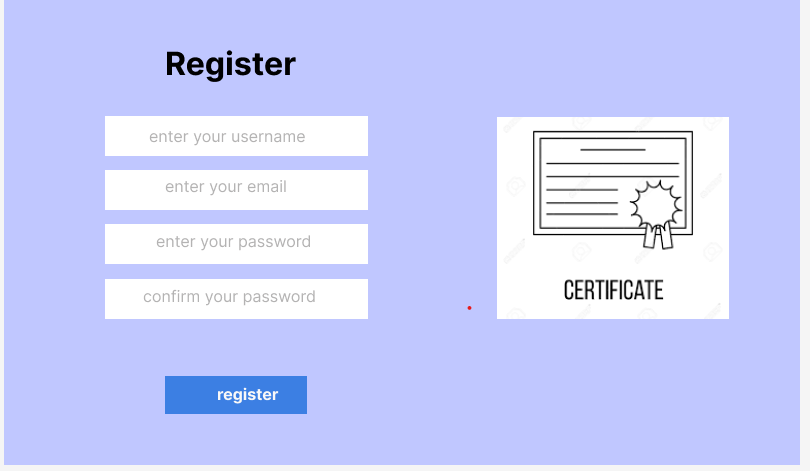 Register
enter your username
enter your email
enter your password
confirm your password
register
CERTIFICATE